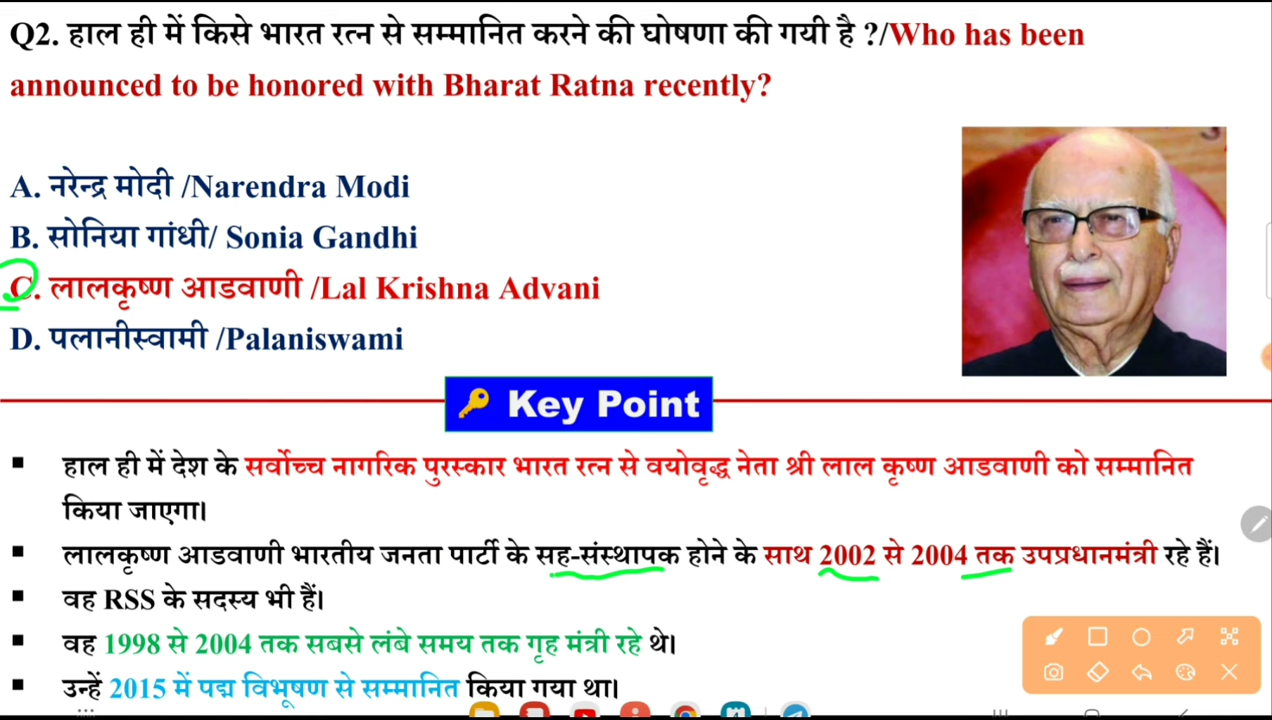 Q2. हाल ही में किसे भारत रत्न से सम्मानित करने की घोषणा की गयी है ?/Who has been
announced to be honored with Bharat Ratna recently?
A. नरेन्द्र मोदी /Narendra Modi
B. सोनिया गांधी/ Sonia Gandhi
C. लालकृष्ण आडवाणी /Lal Krishna Advani
D. पलानीस्वामी /Palaniswami
Key Point
हाल ही में देश के सर्वोच्च नागरिक पुरस्कार भारत रत्न से वयोवृद्ध नेता श्री लाल कृष्ण आडवाणी को सम्मानित
किया जाएगा।
लालकृष्ण आडवाणी भारतीय जनता पार्टी के सह-संस्थापक होने के साथ 2002 से 2004 तक उपप्रधानमंत्री रहे हैं।
वह RSS के सदस्य भी हैं।
वह 1998 से 2004 तक सबसे लंबे समय तक गृह मंत्री रहे थे।
उन्हें 2015 में पद्म विभूषण से सम्मानित किया गया था।